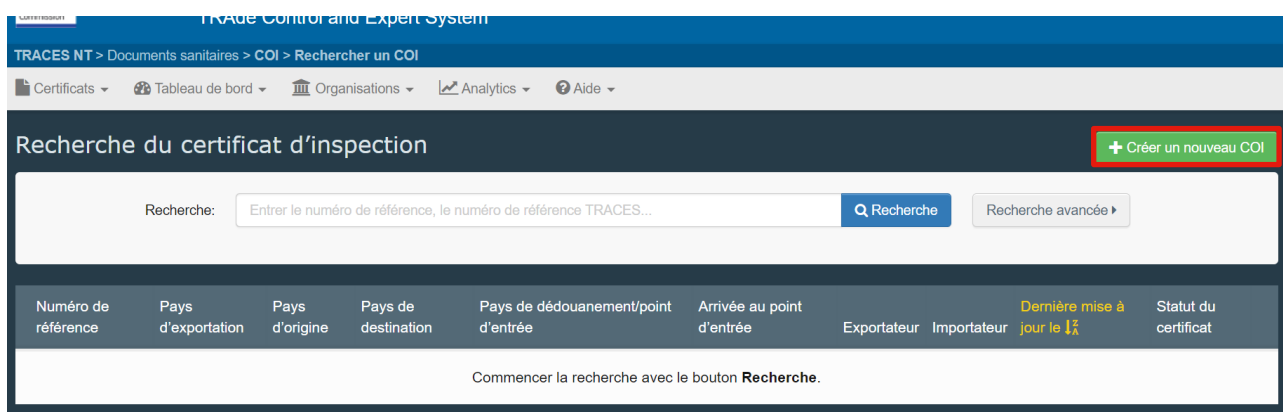 Commission
TRAde Control and Expert System
TRACES NT > Documents sanitaires > COI > Rechercher un COI
Certificats
Tableau de bord
Organisations
Analytics
Aide
Recherche du certificat d'inspection
Créer un nouveau COI
Recherche:
Entrer le numéro de référence, le numéro de référence TRACES...
Recherche
Recherche avancée
Numéro de
référence
Pays
d'exportation
Pays
d'origine
Pays de
destination
Pays de dédouanement/point
d'entrée
Arrivée au point
d'entrée
Exportateur
Importateur
Dernière mise à
jour le
Statut du
certificat
Commencer la recherche avec le bouton Recherche.